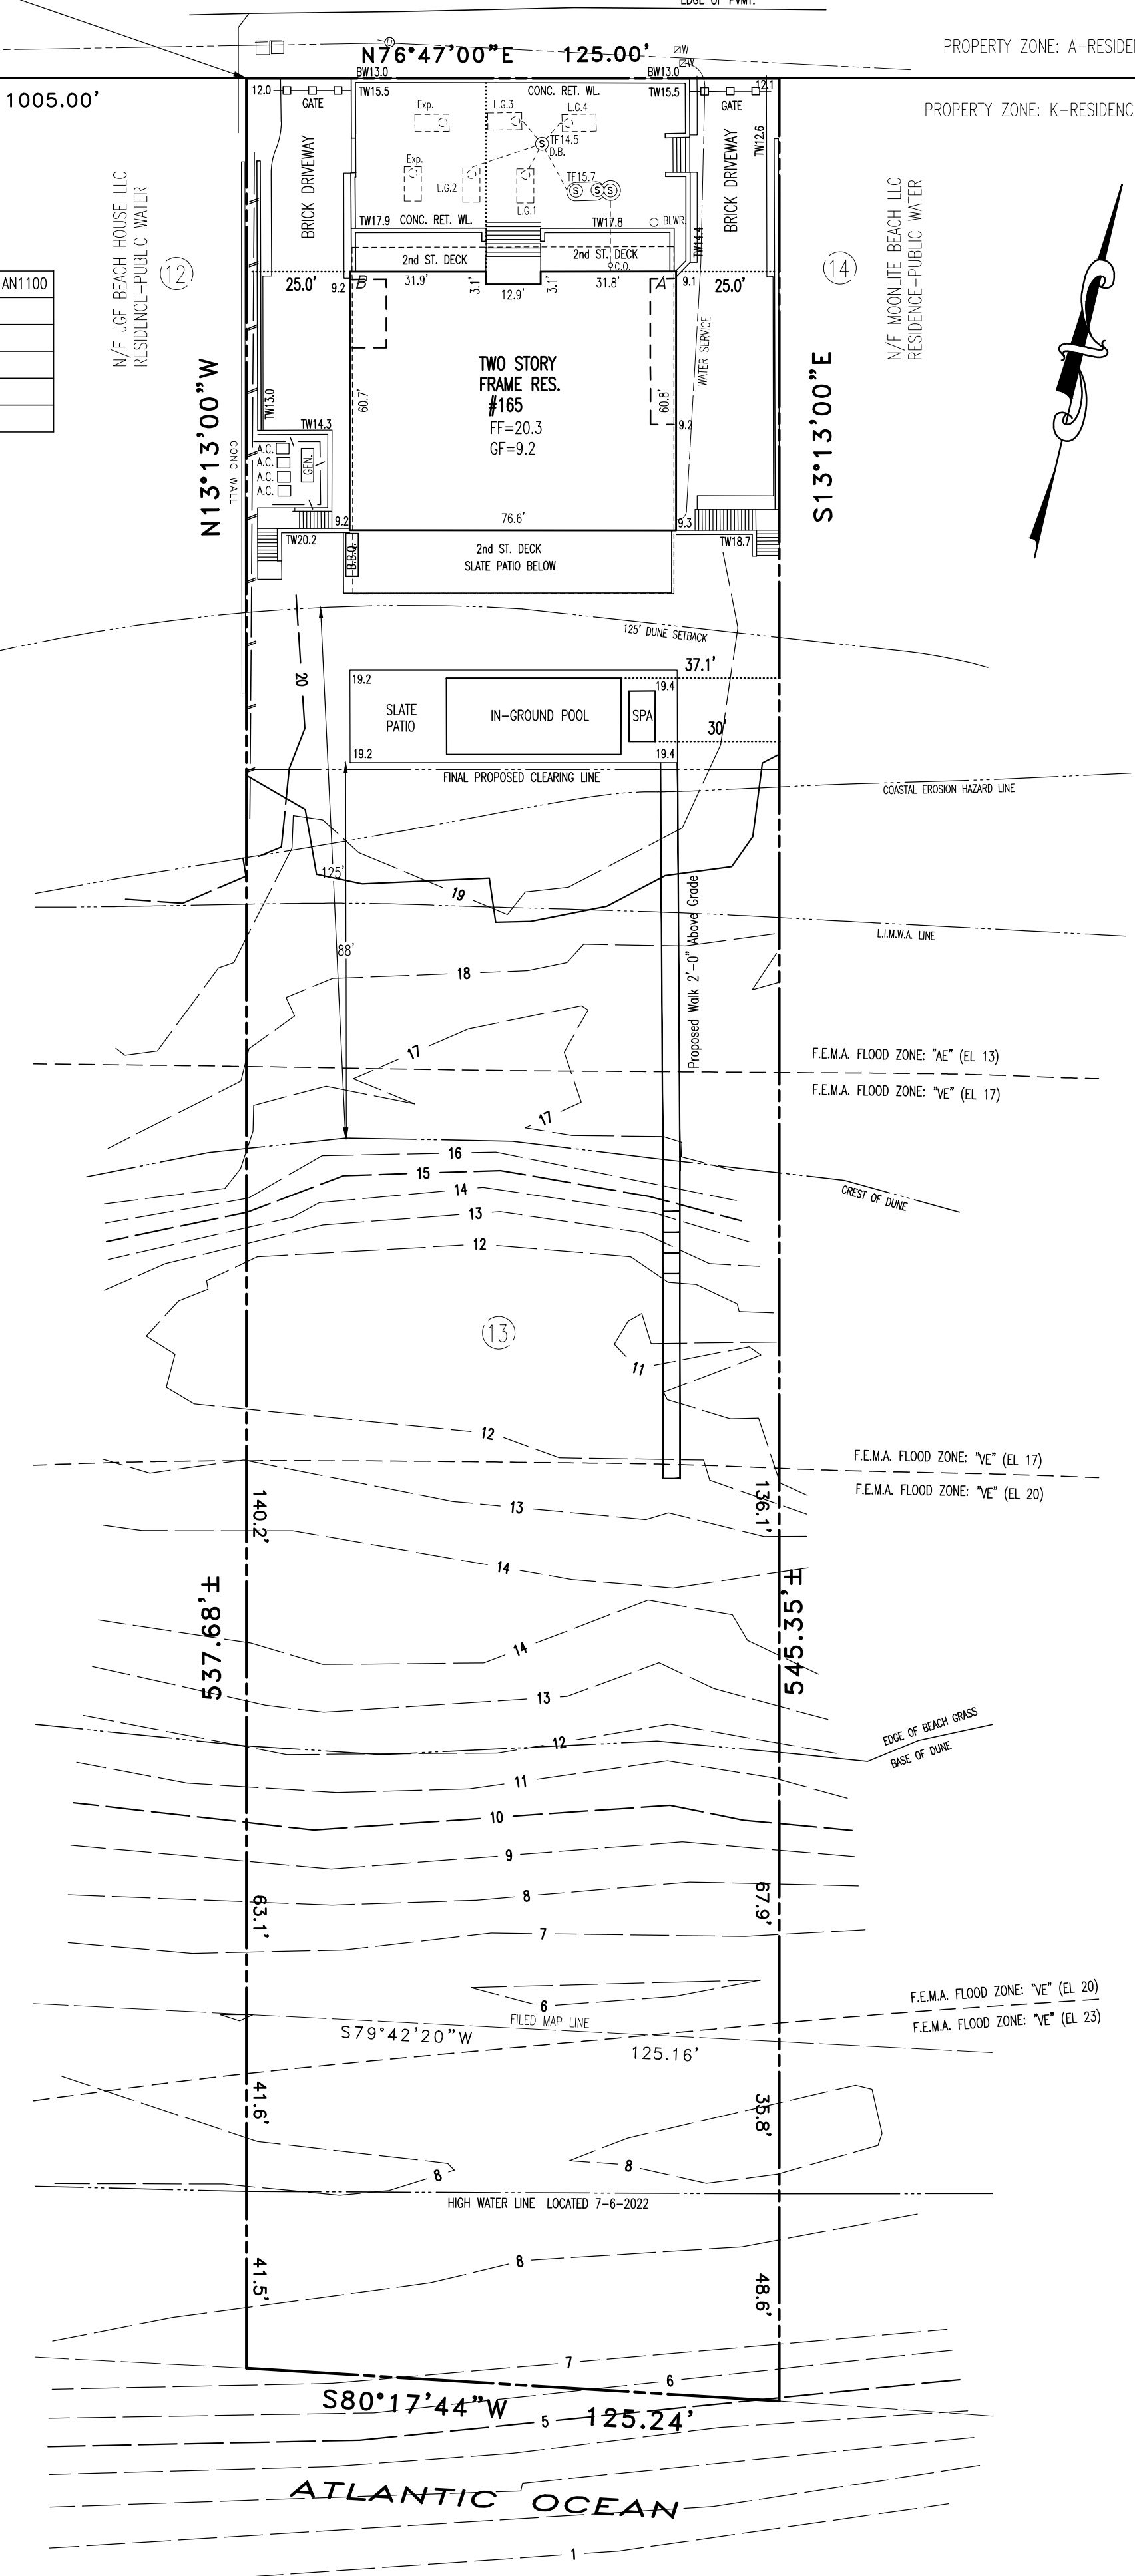 EDGE OF PVMT.
N76°47'00"E 125.00'
PROPERTY ZONE: A-RESIDE
1005.00'
PROPERTY ZONE: K-RESIDENC
BW13.0
BW13.0
12.0
GATE
TW15.5
CONC. RET. WL.
TW15.5
12.1
GATE
TW12.6
Exp.
L.G.3
L.G.4
TF14.5
D.B.
BRICK DRIVEWAY
BRICK DRIVEWAY
Exp.
L.G.2
L.G.1
TF15.7
S
S
S
S
TW17.9
CONC. RET. WL.
TW17.8
BLWR.
TW14.4
2nd ST. DECK
2nd ST. DECK
C.O.
N/F JGF BEACH HOUSE LLC
RESIDENCE-PUBLIC WATER
12
14
N/F MOONLITE BEACH LLC
RESIDENCE-PUBLIC WATER
AN1100
25.0'
9.2
B
31.9'
3.1'
12.9'
3.1'
31.8'
A
9.1
25.0'
WATER SERVICE
TWO STORY
FRAME RES.
#165
FF=20.3
GF=9.2
60.7'
60.8'
9.2
N13°13'00"W
S13°13'00"E
TW13.0
TW14.3
CONC WALL
A.C.
A.C.
A.C.
A.C.
GEN.
9.2
76.6'
9.3
TW20.2
TW18.7
B.B.Q.
2nd ST. DECK
SLATE PATIO BELOW
125' DUNE SETBACK
20
37.1'
19.2
19.4
SLATE
PATIO
IN-GROUND POOL
SPA
30'
19.2
19.4
FINAL PROPOSED CLEARING LINE
COASTAL EROSION HAZARD LINE
125'
19
88'
Proposed Walk 2'-0" Above Grade
L.I.M.W.A. LINE
18
17
F.E.M.A. FLOOD ZONE: "AE" (EL 13)
F.E.M.A. FLOOD ZONE: "VE" (EL 17)
17
16
15
14
13
12
CREST OF DUNE
13
11
12
F.E.M.A. FLOOD ZONE: "VE" (EL 17)
F.E.M.A. FLOOD ZONE: "VE" (EL 20)
140.2'
136.1'
13
14
537.68'±
545.35'±
14
13
12
EDGE OF BEACH GRASS
BASE OF DUNE
11
10
9
8
63.1'
67.9'
7
6
FILED MAP LINE
S79°42'20"W
125.16'
F.E.M.A. FLOOD ZONE: "VE" (EL 20)
F.E.M.A. FLOOD ZONE: "VE" (EL 23)
41.6'
35.8'
8
8
HIGH WATER LINE LOCATED 7-6-2022
8
41.5'
48.6'
7
6
S80°17'44"W
125.24'
5
ATLANTIC OCEAN
1